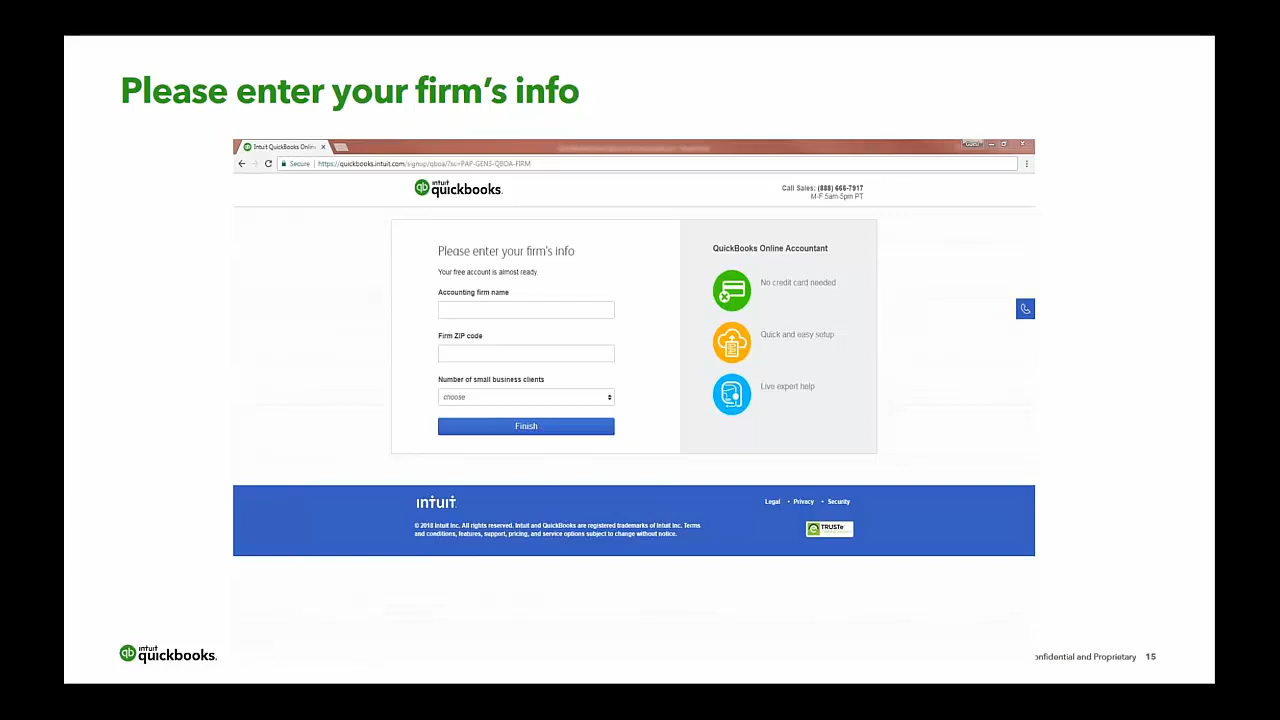 Please enter your firm's info
Intuit QuickBooks Onlin
Secure https://quickbooks.intuit.com/signup/qboa/?sc=PAP-GEN3-QBOA-FIRM
intuit
quickbooks.
Call Sales: (888) 666-7917
M-F 5am-5pm PT
Please enter your firm's info
Your free account is almost ready.
Accounting firm name
Firm ZIP code
Number of small business clients
choose
Finish
QuickBooks Online Accountant
No credit card needed
Quick and easy setup
Live expert help
intuit
Legal • Privacy • Security
© 2018 Intuit Inc. All rights reserved. Intuit and QuickBooks are registered trademarks of Intuit Inc. Terms
and conditions, features, support, pricing, and service options subject to change without notice.
TRUSTe
intuit
quickbooks.
onfidential and Proprietary 15